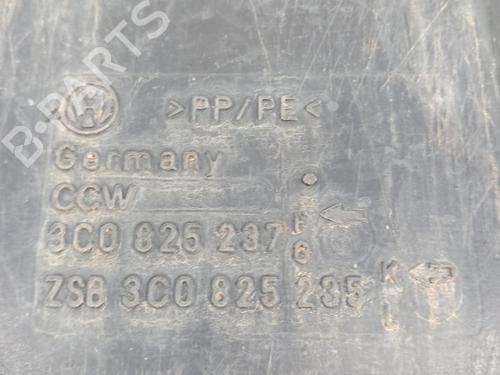 B-PARTS
>PP/PE<
Germany
CCW
3C0 825 237
ZSB 3C0 825 235
K